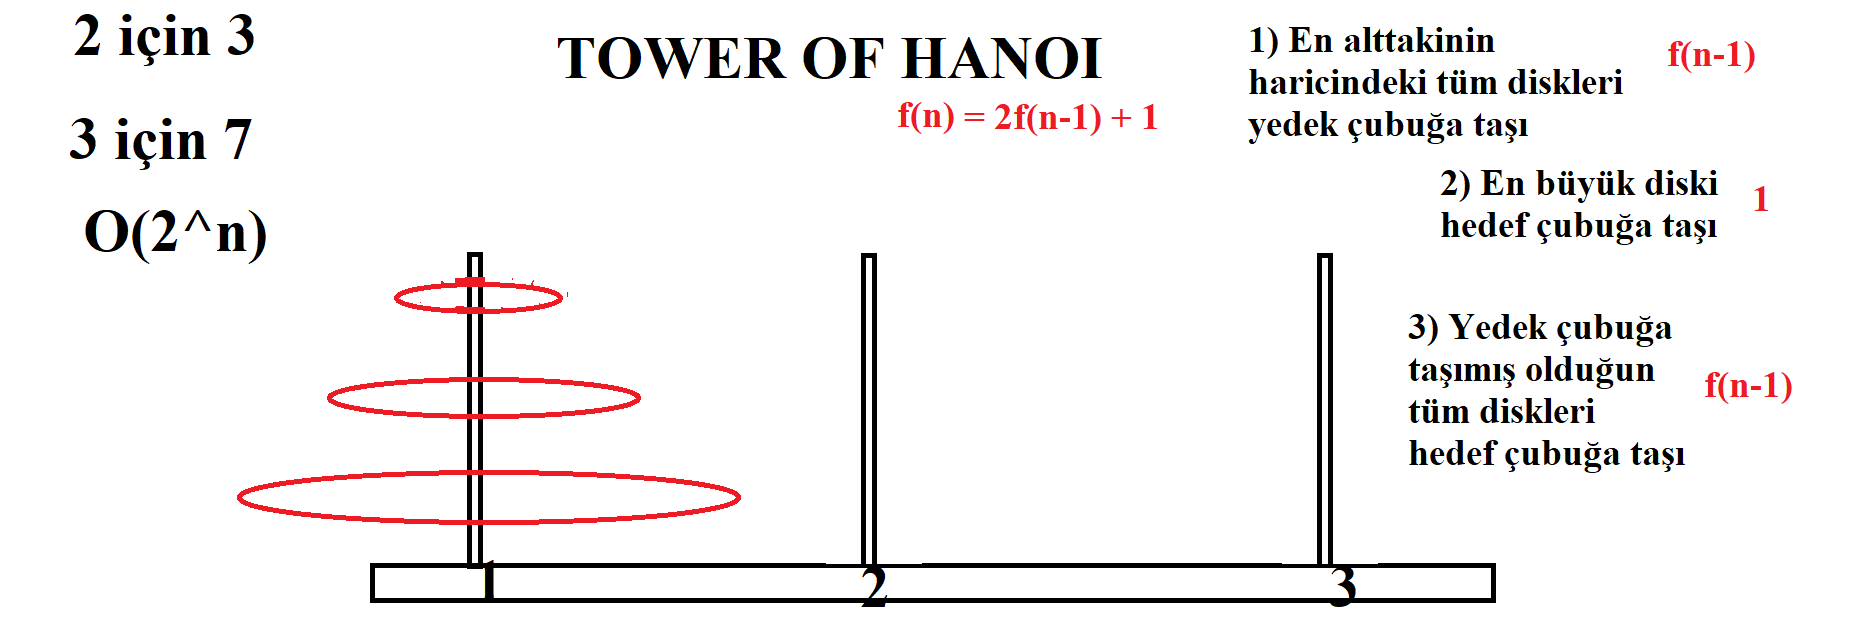 2 için 3
3 için 7
O(2^n)
TOWER OF HANOI
f(n) = 2f(n-1) + 1
1) En alttakinin
haricindeki tüm diskleri
yedek çubuğa taşı
f(n-1)
2) En büyük diski
hedef çubuğa taşı
1
3) Yedek çubuğa
taşımış olduğun
tüm diskleri
hedef çubuğa taşı
f(n-1)
1
2
3